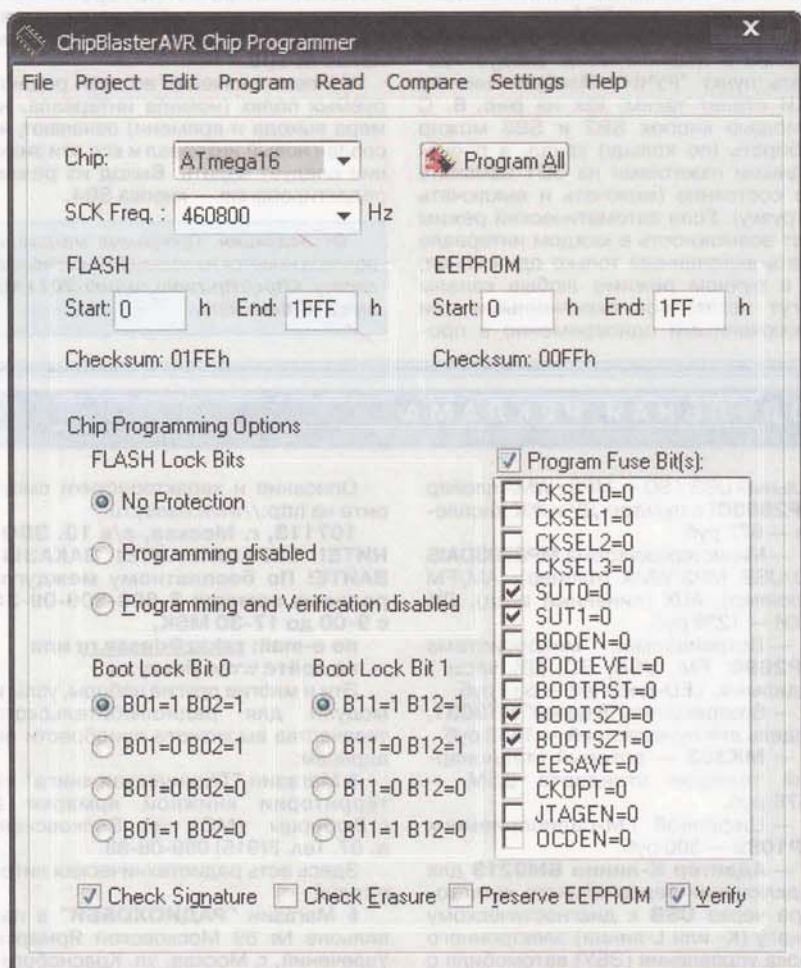 ChipBlasterAVR Chip Programmer X
File Project Edit Program Read Compare Settings Help
Chip: ATmega16 Program All
SCK Freq. : 460800 Hz
FLASH EEPROM
Start: 0 h End: 1FFF h Start: 0 h End: 1FF h
Checksum: 01FEh Checksum: 00FFh
Chip Programming Options
FLASH Lock Bits
No Protection
Programming disabled
Programming and Verification disabled
Boot Lock Bit 0 Boot Lock Bit 1
B01=1 B02=1 B11=1 B12=1
B01=0 B02=1 B11=0 B12=1
B01=0 B02=0 B11=0 B12=0
B01=1 B02=0 B11=1 B12=0
Program Fuse Bit(s):
CKSEL0=0
CKSEL1=0
CKSEL2=0
CKSEL3=0
SUT0=0
SUT1=0
BODEN=0
BODLEVEL=0
BOOTRST=0
BOOTSZ0=0
BOOTSZ1=0
EESAVE=0
CKOPT=0
JTAGEN=0
OCDEN=0
Check Signature Check Erasure Preserve EEPROM Verify